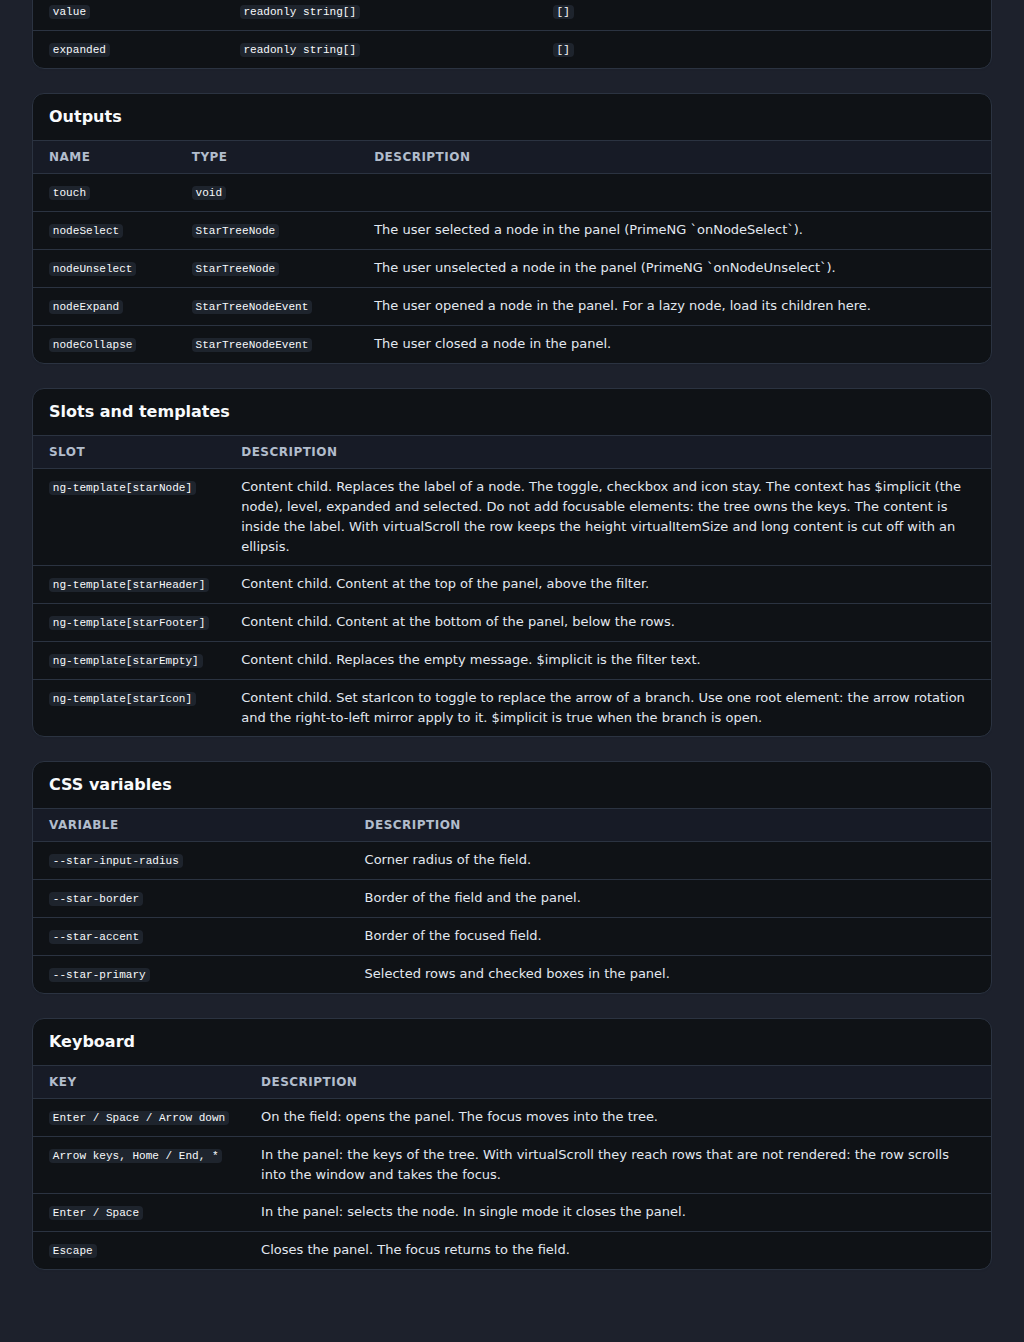 value readonly string[] []
expanded readonly string[] []
Outputs
NAME TYPE DESCRIPTION
touch void
nodeSelect StarTreeNode The user selected a node in the panel (PrimeNG `onNodeSelect`).
nodeUnselect StarTreeNode The user unselected a node in the panel (PrimeNG `onNodeUnselect`).
nodeExpand StarTreeNodeEvent The user opened a node in the panel. For a lazy node, load its children here.
nodeCollapse StarTreeNodeEvent The user closed a node in the panel.
Slots and templates
SLOT DESCRIPTION
ng-template[starNode] Content child. Replaces the label of a node. The toggle, checkbox and icon stay. The context has $implicit (the
node), level, expanded and selected. Do not add focusable elements: the tree owns the keys. The content is
inside the label. With virtualScroll the row keeps the height virtualItemSize and long content is cut off with an
ellipsis.
ng-template[starHeader] Content child. Content at the top of the panel, above the filter.
ng-template[starFooter] Content child. Content at the bottom of the panel, below the rows.
ng-template[starEmpty] Content child. Replaces the empty message. $implicit is the filter text.
ng-template[starIcon] Content child. Set starIcon to toggle to replace the arrow of a branch. Use one root element: the arrow rotation
and the right-to-left mirror apply to it. $implicit is true when the branch is open.
CSS variables
VARIABLE DESCRIPTION
--star-input-radius Corner radius of the field.
--star-border Border of the field and the panel.
--star-accent Border of the focused field.
--star-primary Selected rows and checked boxes in the panel.
Keyboard
KEY DESCRIPTION
Enter / Space / Arrow down On the field: opens the panel. The focus moves into the tree.
Arrow keys, Home / End, * In the panel: the keys of the tree. With virtualScroll they reach rows that are not rendered: the row scrolls
into the window and takes the focus.
Enter / Space In the panel: selects the node. In single mode it closes the panel.
Escape Closes the panel. The focus returns to the field.